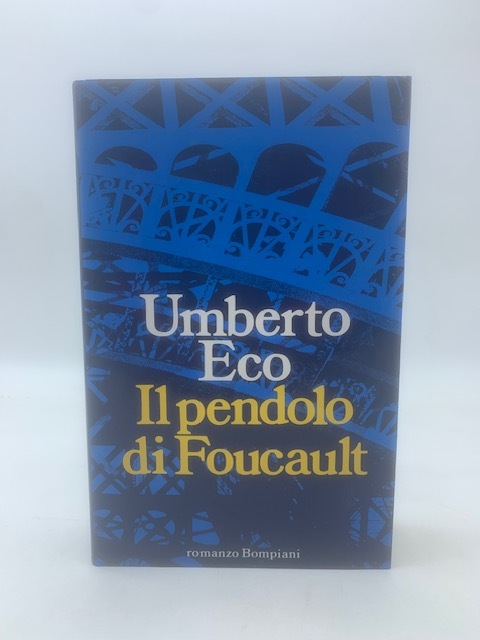 Umberto
Eco
Il pendolo
di Foucault
romanzo Bompiani